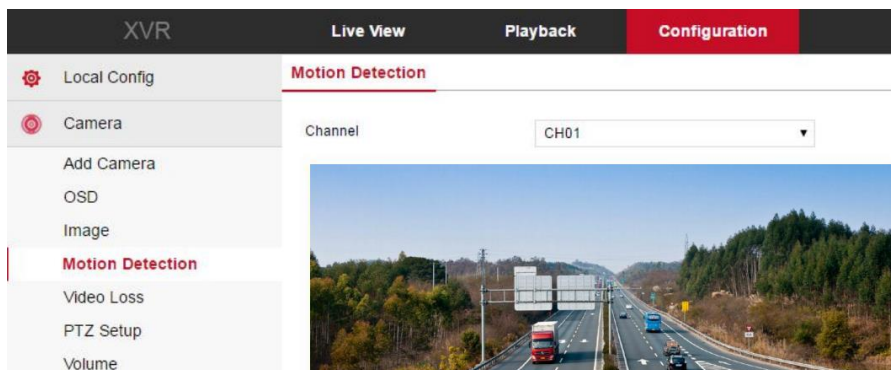 XVR Live View Playback Configuration
Local Config Motion Detection
Camera
Channel CH01
Add Camera
OSD
Image
Motion Detection
Video Loss
PTZ Setup
Volume